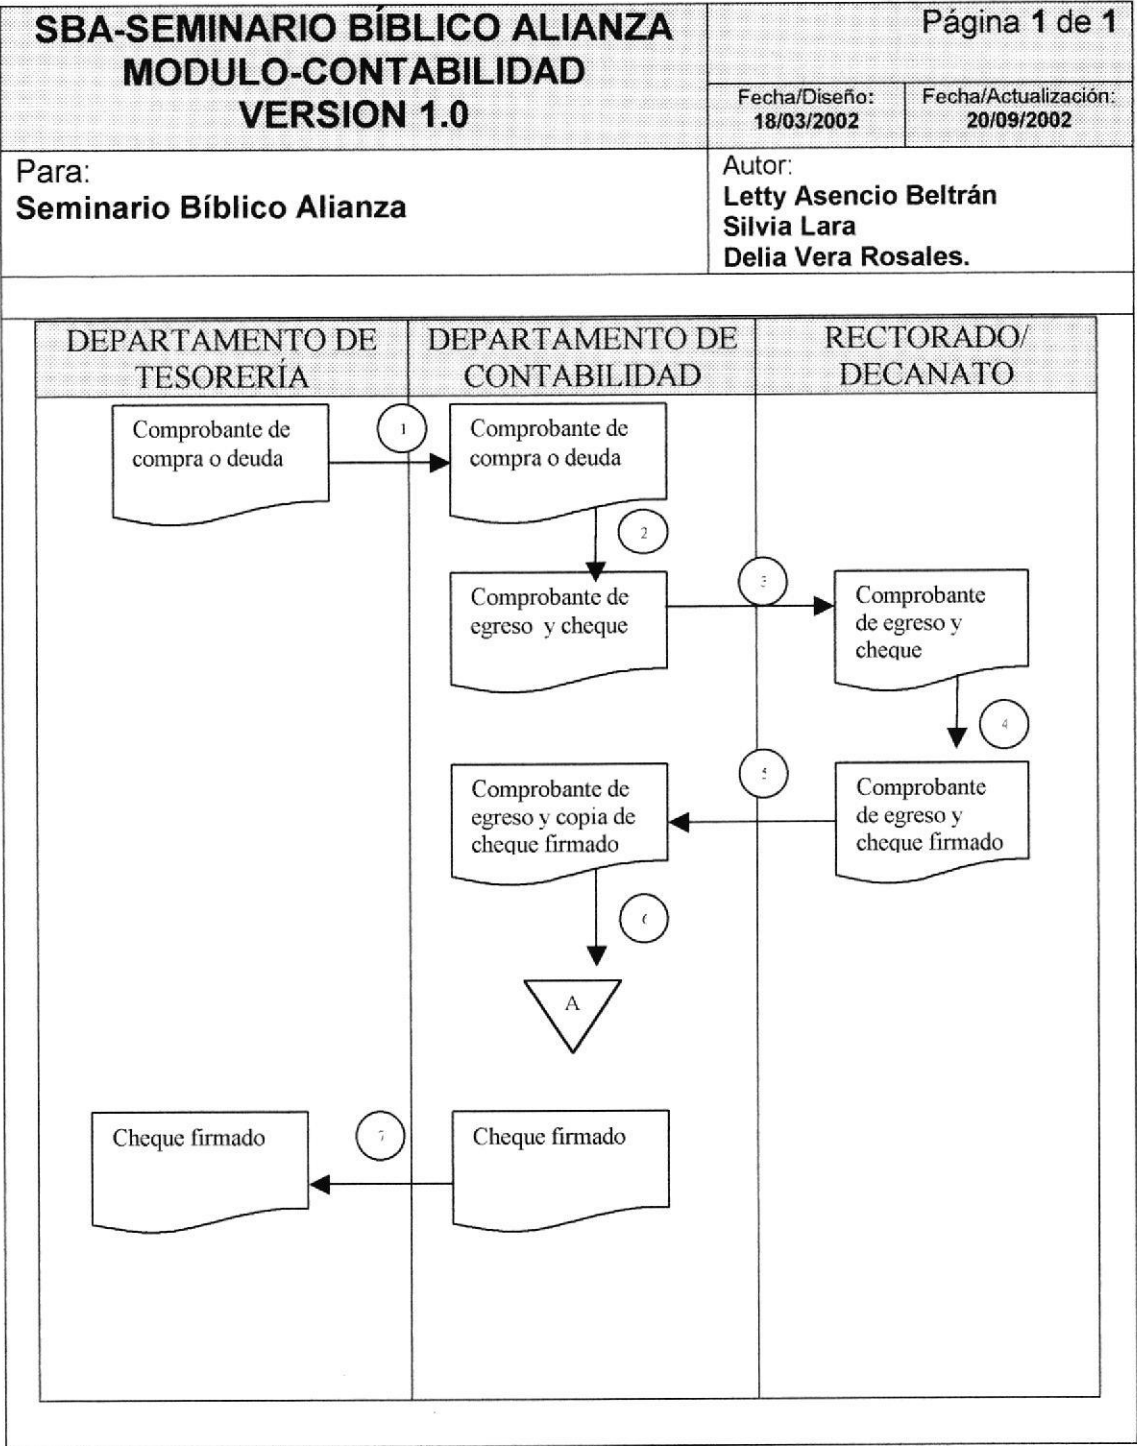 SBA-SEMINARIO BÍBLICO ALIANZA
MODULO-CONTABILIDAD
VERSION 1.0
Página 1 de 1
Fecha/Diseño:
18/03/2002
Fecha/Actualización:
20/09/2002
Para:
Seminario Bíblico Alianza
Autor:
Letty Asencio Beltrán
Silvia Lara
Delia Vera Rosales.
DEPARTAMENTO DE
TESORERÍA
DEPARTAMENTO DE
CONTABILIDAD
RECTORADO/
DECANATO
Comprobante de
compra o deuda
1
Comprobante de
compra o deuda
2
Comprobante de
egreso y cheque
3
Comprobante
de egreso y
cheque
4
Comprobante de
egreso y copia de
cheque firmado
5
Comprobante
de egreso y
cheque firmado
6
A
Cheque firmado
7
Cheque firmado